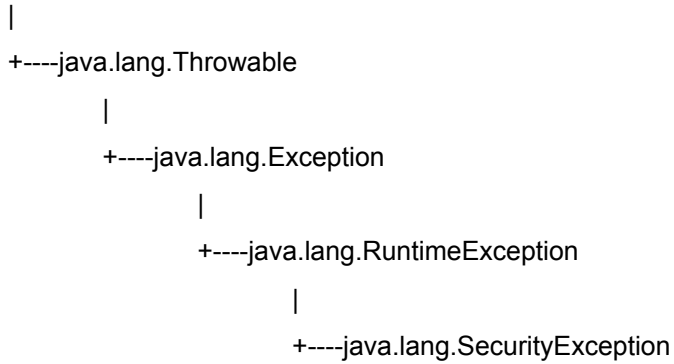 |
+----java.lang.Throwable
|
+----java.lang.Exception
|
+----java.lang.RuntimeException
|
+----java.lang.SecurityException